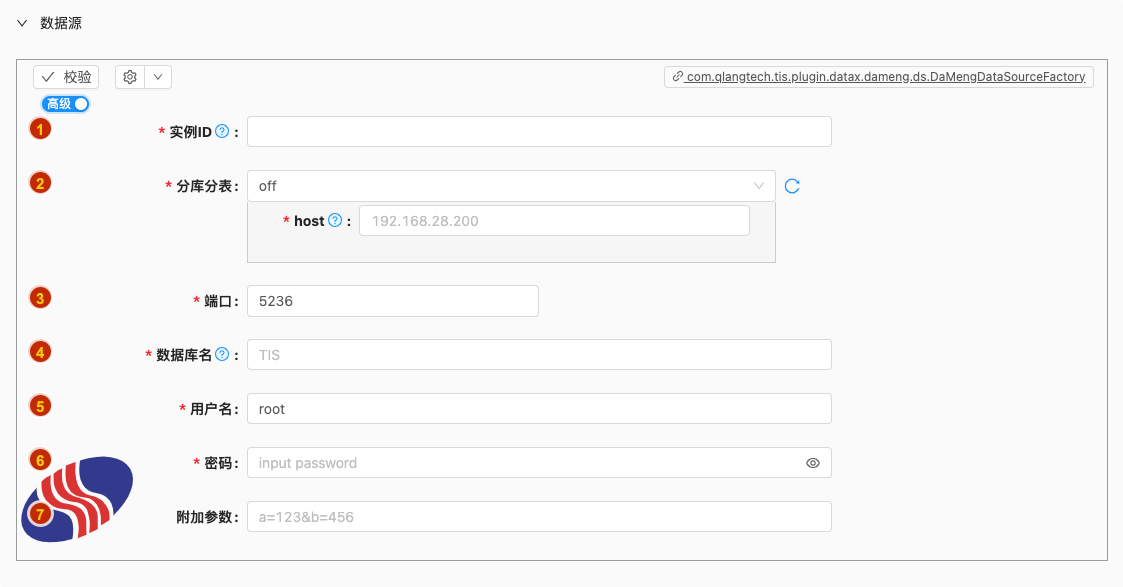 数据源
校验 com.qlangtech.tis.plugin.datax.dameng.ds.DaMengDataSourceFactory
高级
1 * 实例ID ? :
2 * 分库分表: off
* host ? : 192.168.28.200
3 * 端口: 5236
4 * 数据库名 ? : TIS
5 * 用户名: root
6 * 密码: input password
7 附加参数: a=123&b=456